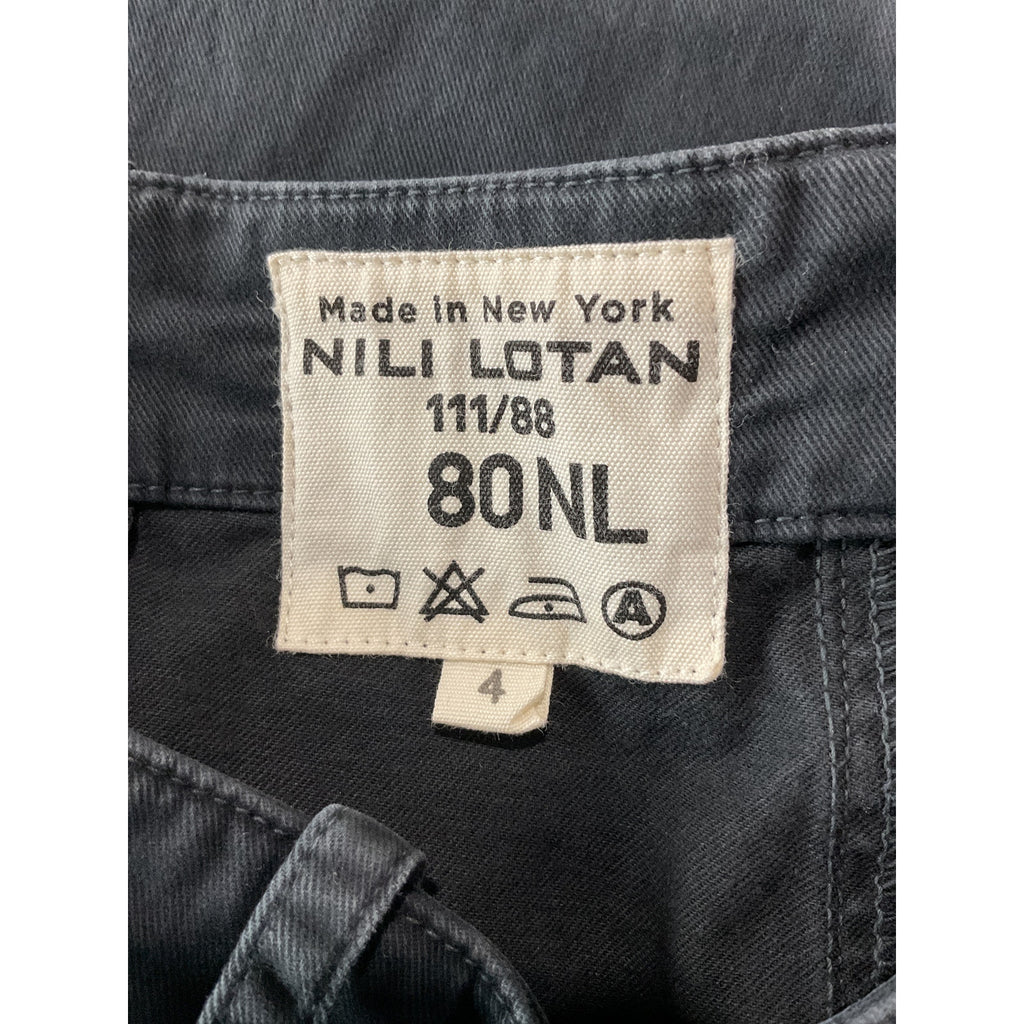 Made in New York
NILI LOTAN
111/88
80NL
A
4